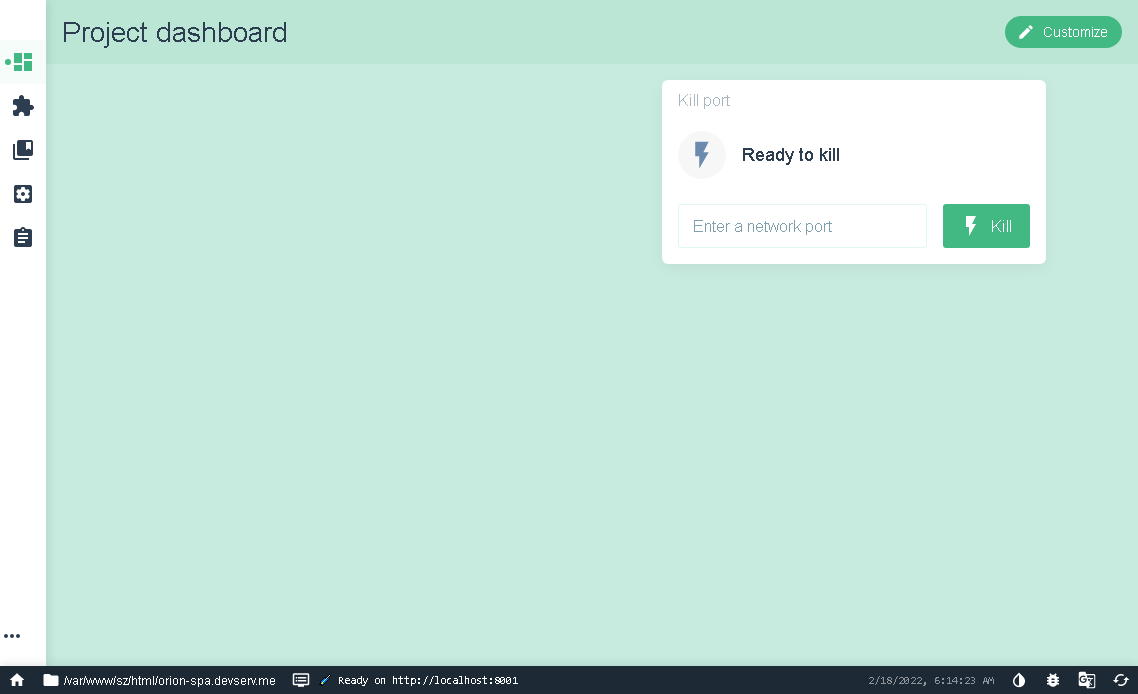 Project dashboard
Customize
Kill port
Ready to kill
Enter a network port
Kill
/var/www/sz/html/orion-spa.devserv.me
Ready on http://localhost:8001
2/18/2022, 6:14:23 AM